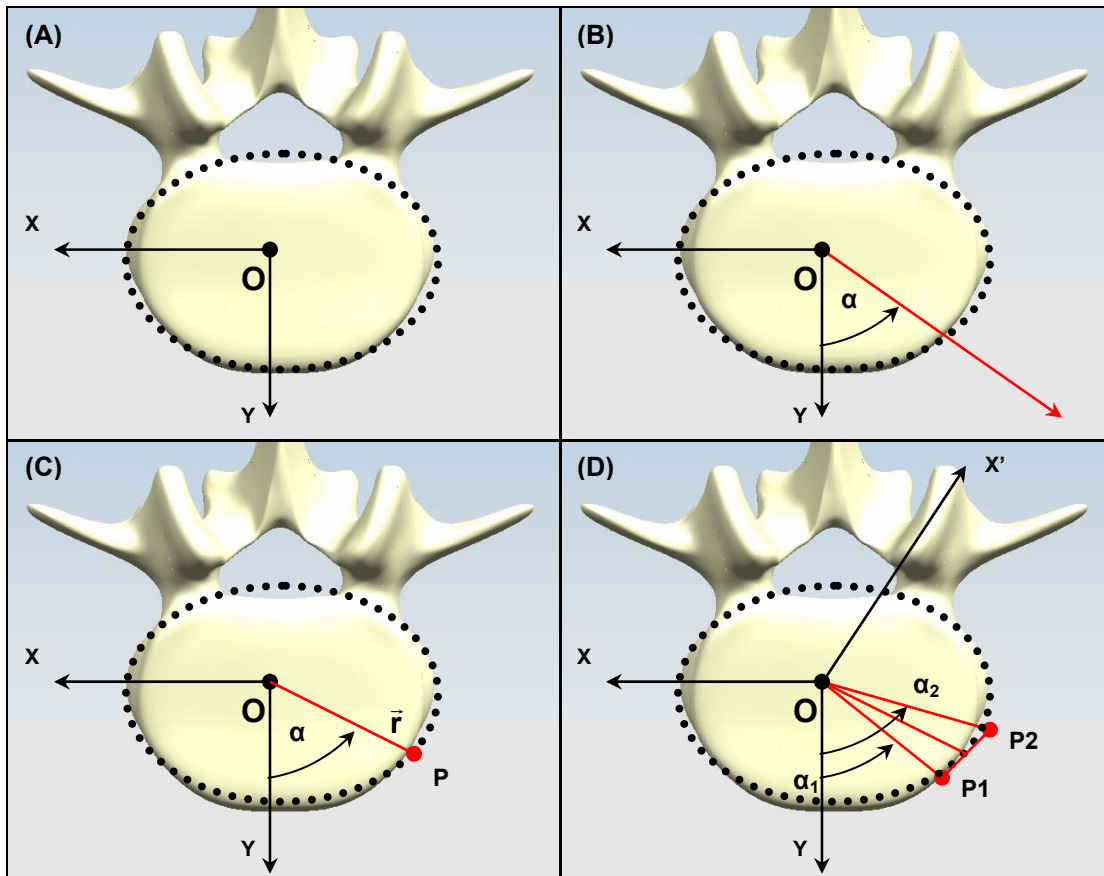 (A)
X
O
Y
(B)
X
O
α
Y
(C)
X
O
α
r⃗
P
Y
(D)
X'
X
O
α₂
P2
α₁
P1
Y